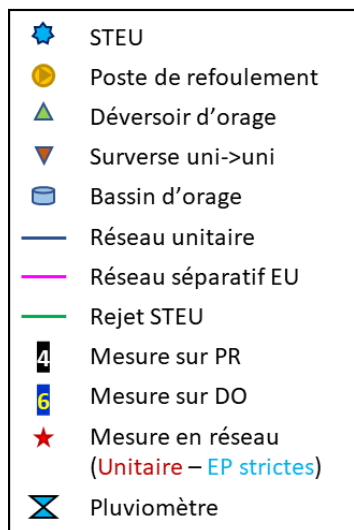 STEU
Poste de refoulement
Déversoir d’orage
Surverse uni->uni
Bassin d’orage
Réseau unitaire
Réseau séparatif EU
Rejet STEU
4 Mesure sur PR
6 Mesure sur DO
Mesure en réseau
(Unitaire – EP strictes)
Pluviomètre